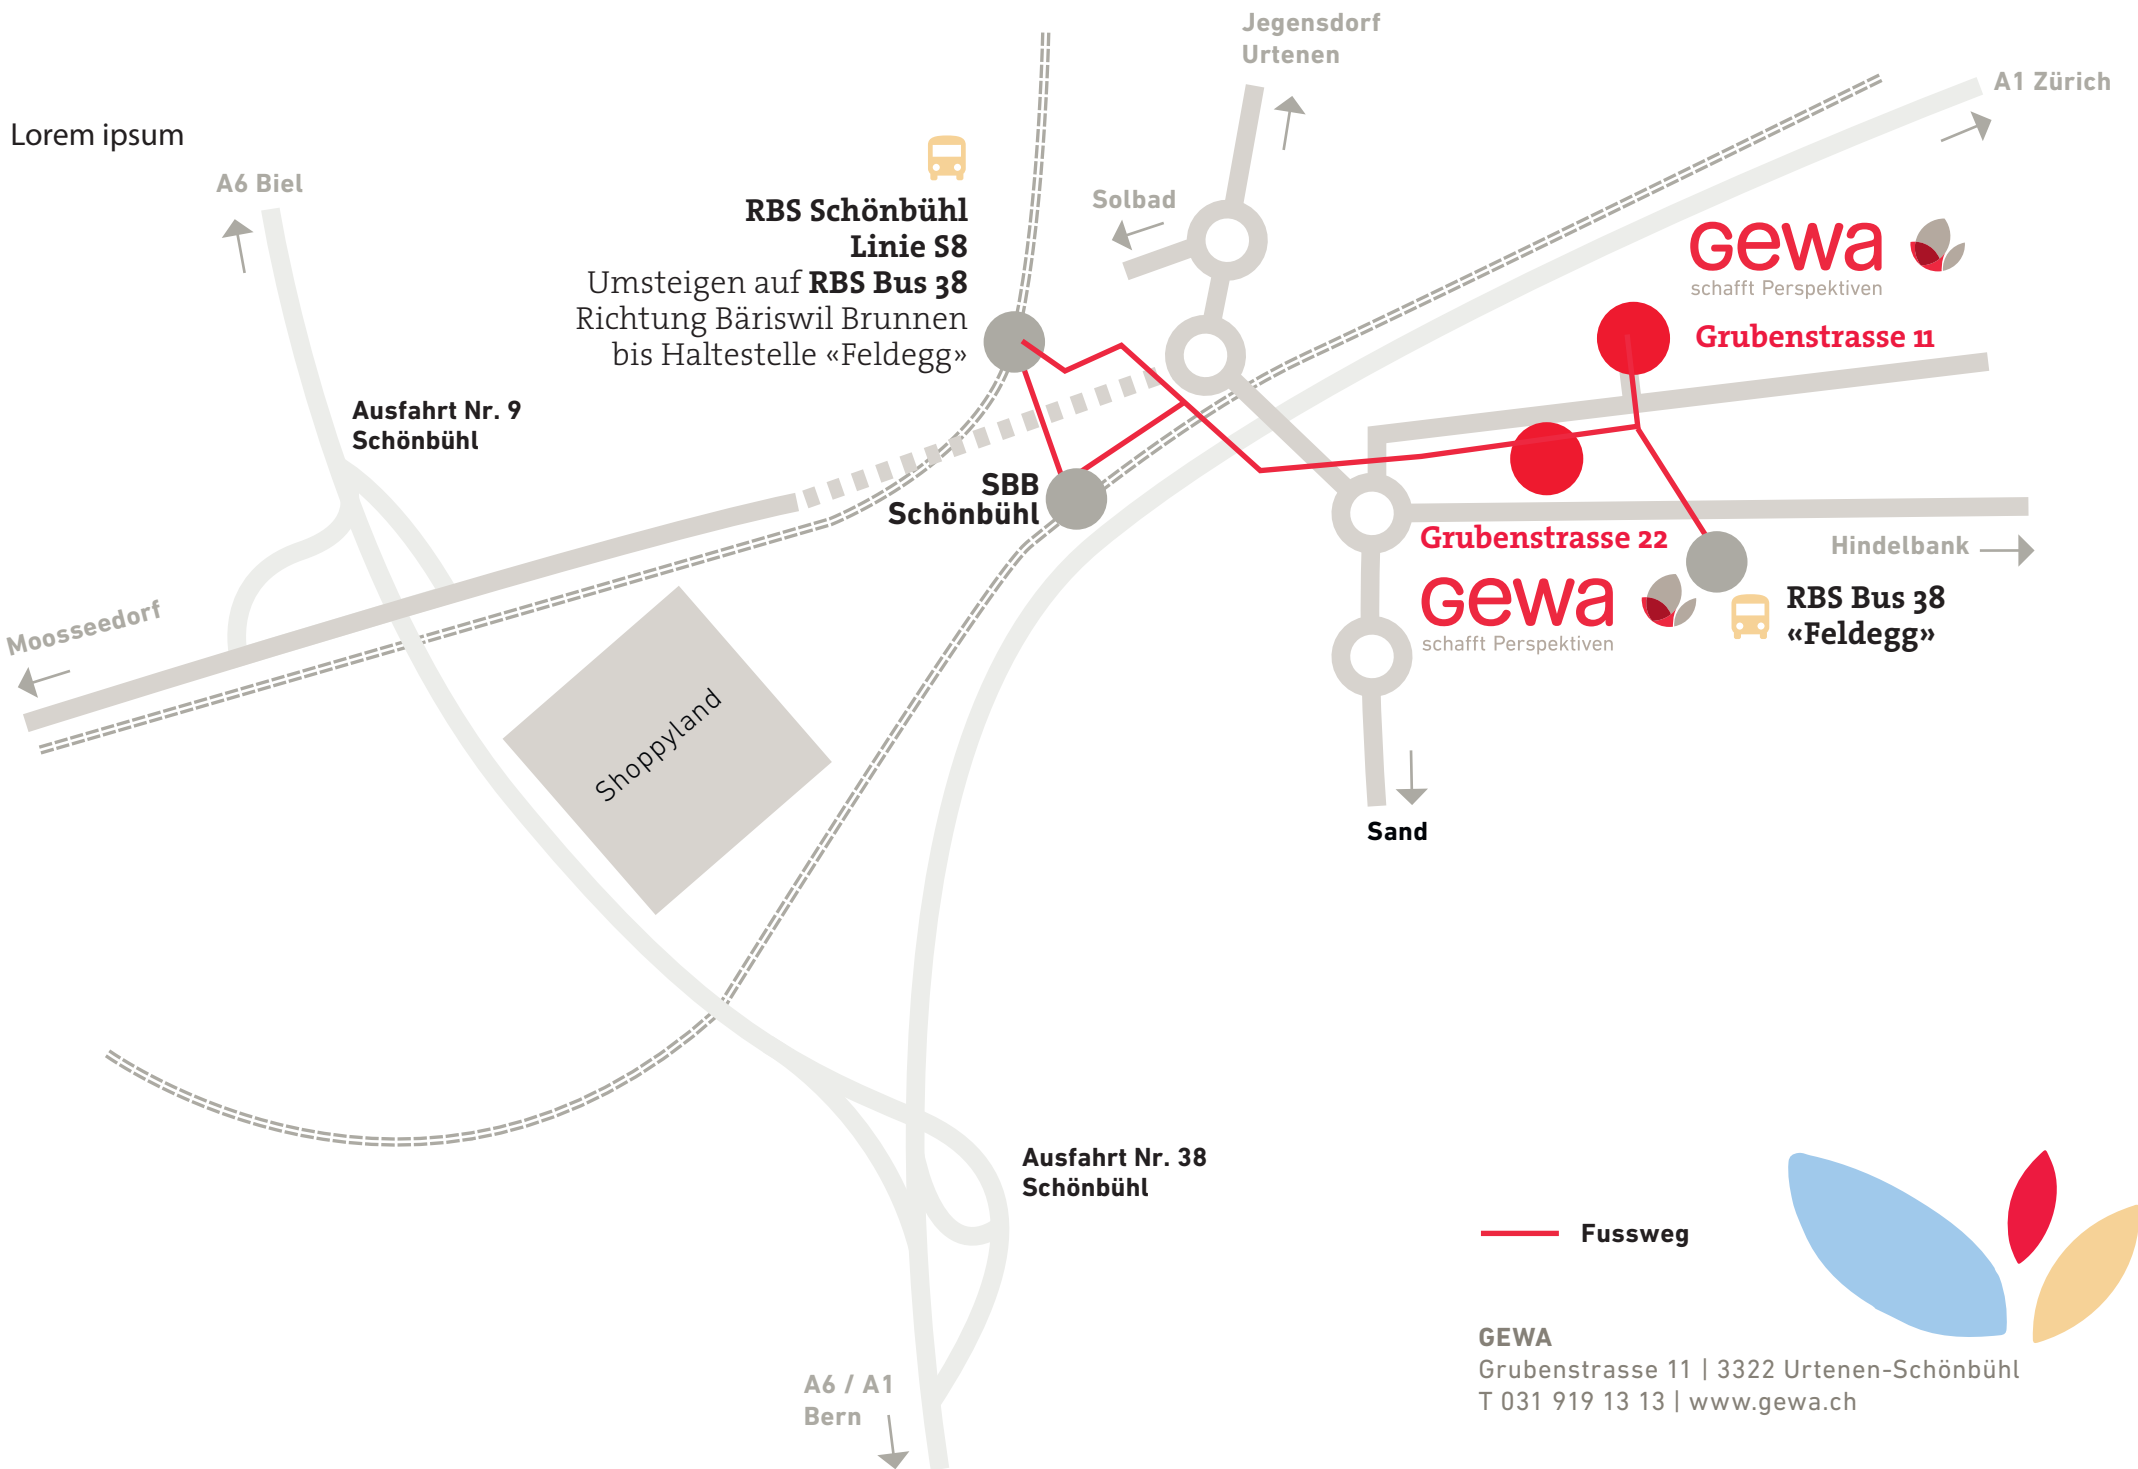 Jegensdorf
Urtenen
A1 Zürich
Lorem ipsum
A6 Biel
Solbad
RBS Schönbühl
Linie S8
Umsteigen auf RBS Bus 38
Richtung Bäriswil Brunnen
bis Haltestelle «Feldegg»
Gewa
schafft Perspektiven
Grubenstrasse 11
Ausfahrt Nr. 9
Schönbühl
SBB
Schönbühl
Grubenstrasse 22
Gewa
schafft Perspektiven
Hindelbank
RBS Bus 38
«Feldegg»
Moosseedorf
Shoppyland
Sand
Ausfahrt Nr. 38
Schönbühl
Fussweg
A6 / A1
Bern
GEWA
Grubenstrasse 11 | 3322 Urtenen-Schönbühl
T 031 919 13 13 | www.gewa.ch